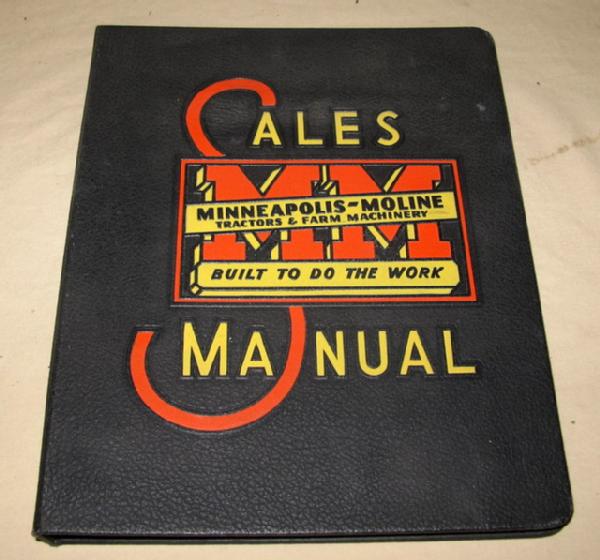 SALES
MM
MINNEAPOLIS-MOLINE
TRACTORS & FARM MACHINERY
BUILT TO DO THE WORK
MANUAL